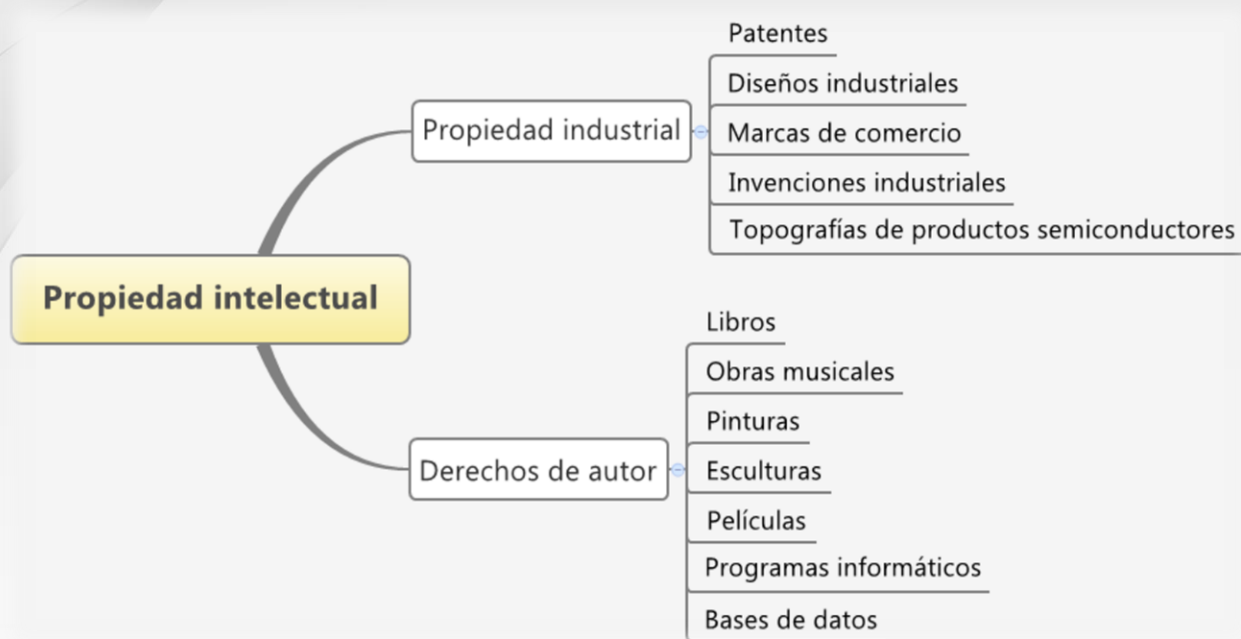 Propiedad intelectual
Propiedad industrial
Patentes
Diseños industriales
Marcas de comercio
Invenciones industriales
Topografías de productos semiconductores
Derechos de autor
Libros
Obras musicales
Pinturas
Esculturas
Películas
Programas informáticos
Bases de datos